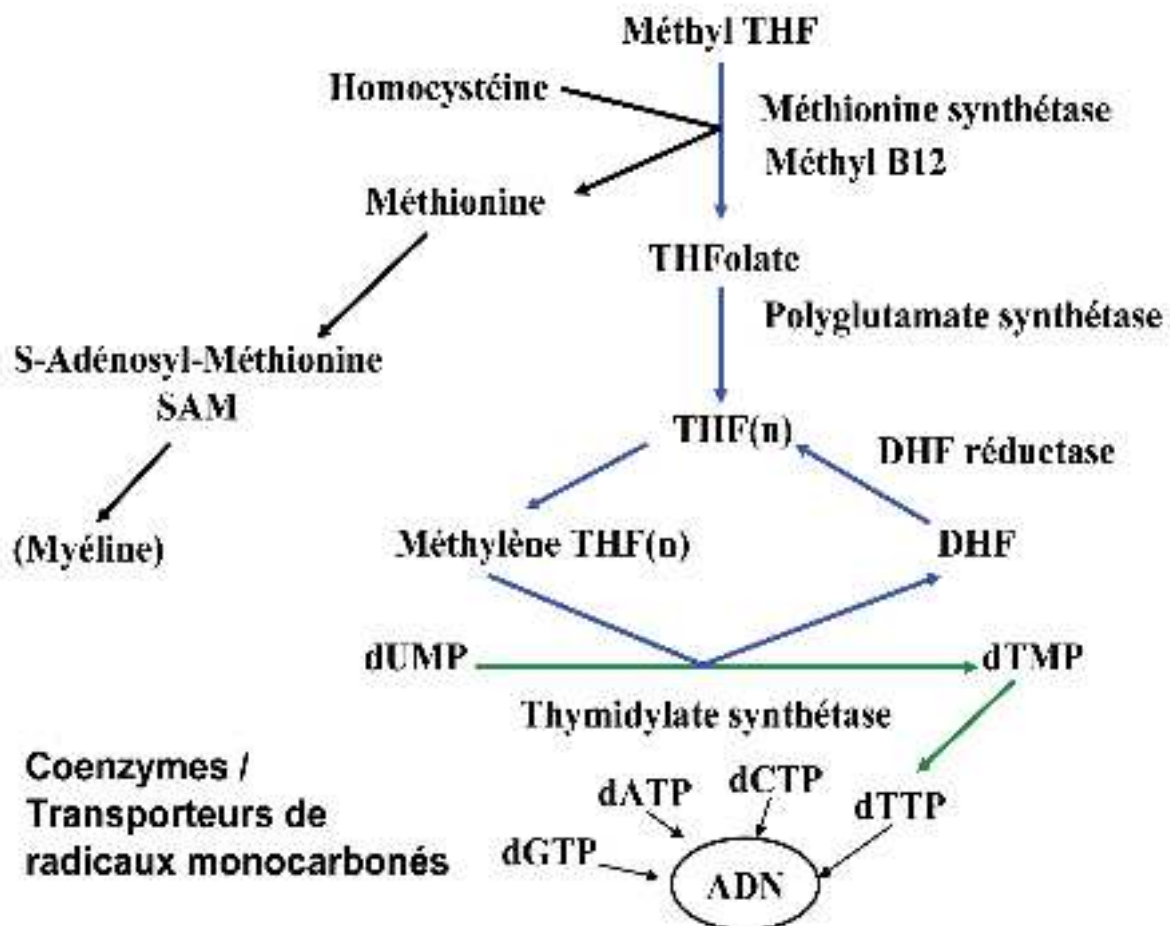 Méthyl THF
Homocystéine
Méthionine synthétase
Méthyl B12
Méthionine
THFolate
Polyglutamate synthétase
S-Adénosyl-Méthionine
SAM
THF(n)
DHF réductase
(Myéline)
Méthylène THF(n)
DHF
dUMP
dTMP
Thymidylate synthétase
Coenzymes /
Transporteurs de
radicaux monocarbonés
dATP
dCTP
dTTP
dGTP
ADN